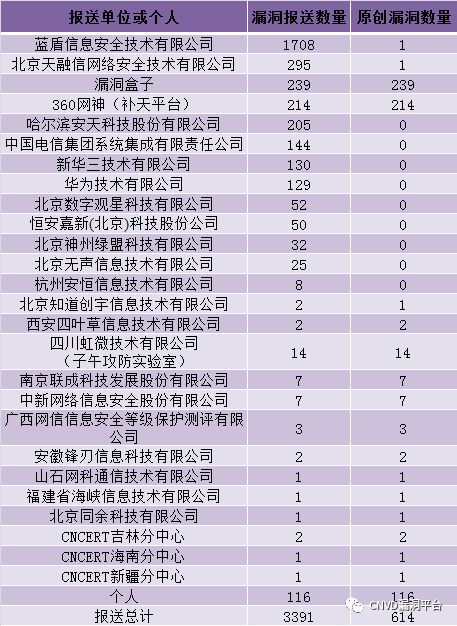 报送单位或个人 漏洞报送数量 原创漏洞数量
蓝盾信息安全技术有限公司 1708 1
北京天融信网络安全技术有限公司 295 1
漏洞盒子 239 239
360网神（补天平台） 214 214
哈尔滨安天科技股份有限公司 205 0
中国电信集团系统集成有限责任公司 144 0
新华三技术有限公司 130 0
华为技术有限公司 129 0
北京数字观星科技有限公司 52 0
恒安嘉新(北京)科技股份公司 50 0
北京神州绿盟科技有限公司 32 0
北京无声信息技术有限公司 25 0
杭州安恒信息技术有限公司 8 0
北京知道创宇信息技术有限公司 2 1
西安四叶草信息技术有限公司 2 2
四川虹微技术有限公司
（子午攻防实验室） 14 14
南京联成科技发展股份有限公司 7 7
中新网络信息安全股份有限公司 7 7
广西网信信息安全等级保护测评有限
公司 3 3
安徽锋刃信息科技有限公司 2 2
山石网科通信技术有限公司 1 1
福建省海峡信息技术有限公司 1 1
北京同余科技有限公司 1 1
CNCERT吉林分中心 2 2
CNCERT海南分中心 1 1
CNCERT新疆分中心 1 1
个人 116 116
报送总计 3391 614
CNVD漏洞平台